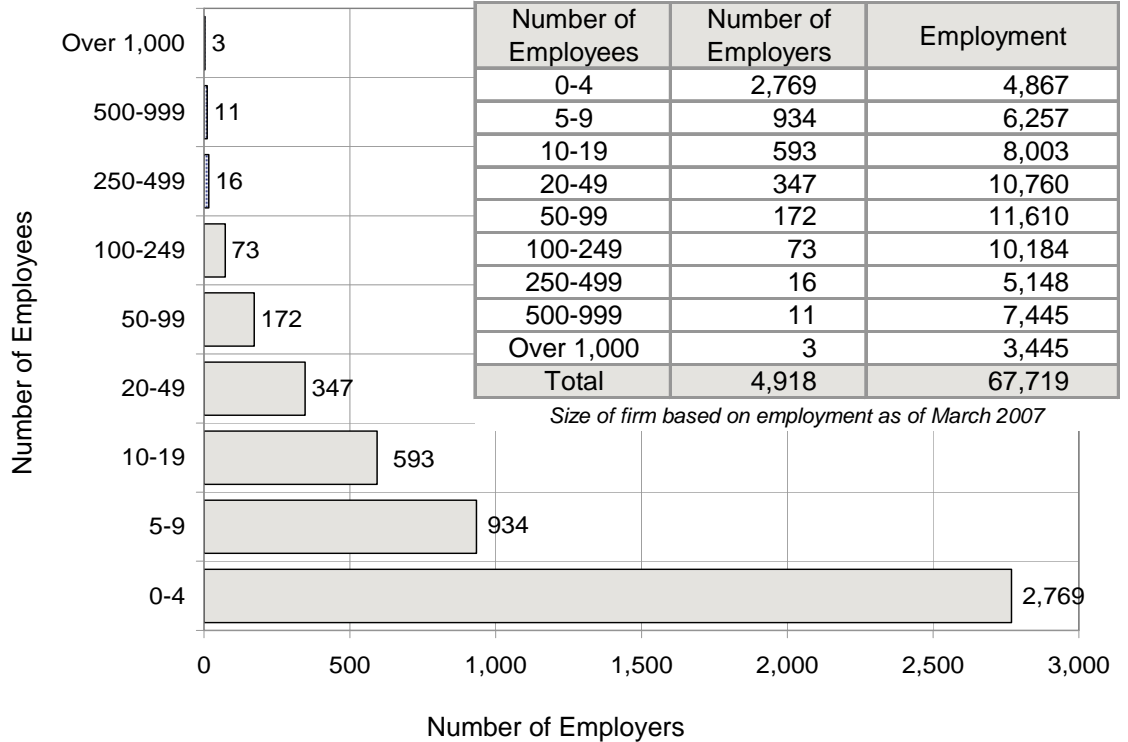 Number of Employees
Over 1,000 3
500-999 11
250-499 16
100-249 73
50-99 172
20-49 347
10-19 593
5-9 934
0-4 2,769
0 500 1,000 1,500 2,000 2,500 3,000
Number of Employers
Number of Number of
Employees Employers Employment
0-4 2,769 4,867
5-9 934 6,257
10-19 593 8,003
20-49 347 10,760
50-99 172 11,610
100-249 73 10,184
250-499 16 5,148
500-999 11 7,445
Over 1,000 3 3,445
Total 4,918 67,719
Size of firm based on employment as of March 2007